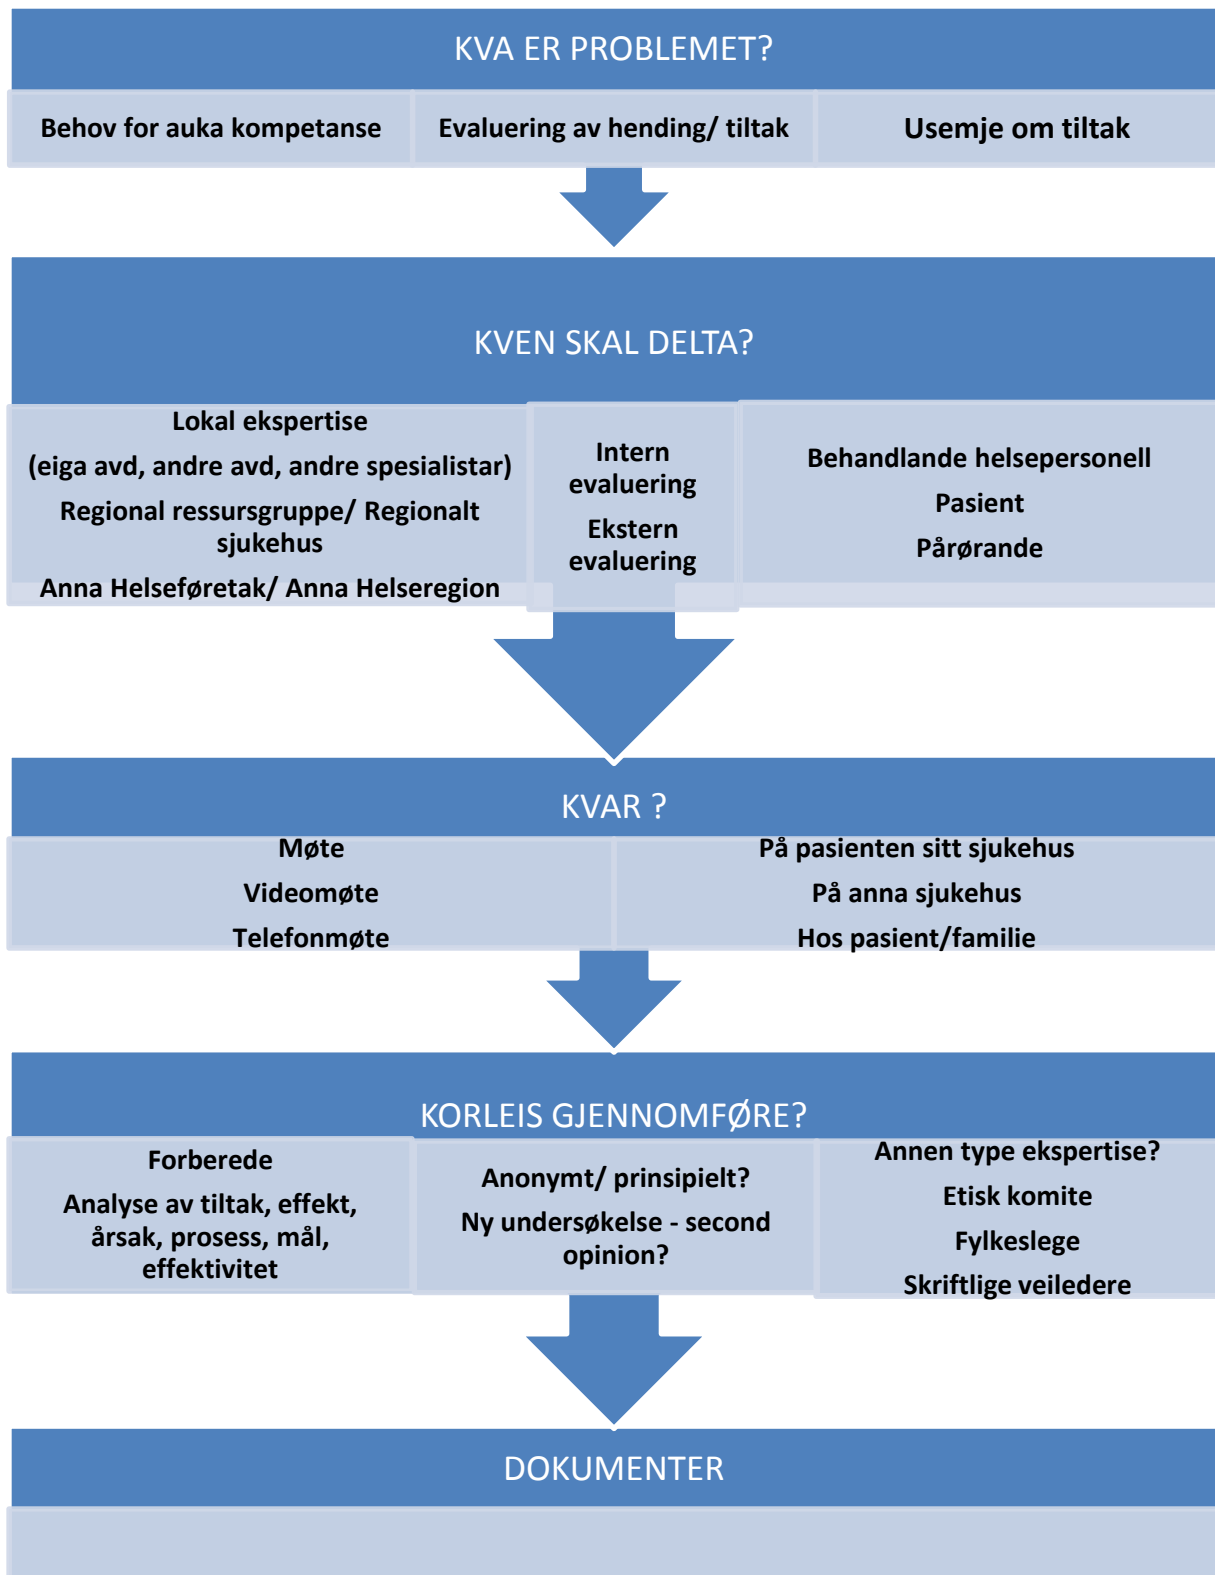 KVA ER PROBLEMET?
Behov for auka kompetanse
Evaluering av hending/ tiltak
Usemje om tiltak
KVEN SKAL DELTA?
Lokal ekspertise
(eiga avd, andre avd, andre spesialistar)
Regional ressursgruppe/ Regionalt
sjukehus
Anna Helseføretak/ Anna Helseregion
Intern
evaluering
Ekstern
evaluering
Behandlande helsepersonell
Pasient
Pårørande
KVAR ?
Møte
Videomøte
Telefonmøte
På pasienten sitt sjukehus
På anna sjukehus
Hos pasient/familie
KORLEIS GJENNOMFØRE?
Forberede
Analyse av tiltak, effekt,
årsak, prosess, mål,
effektivitet
Anonymt/ prinsipielt?
Ny undersøkelse - second
opinion?
Annen type ekspertise?
Etisk komite
Fylkeslege
Skriftlige veiledere
DOKUMENTER